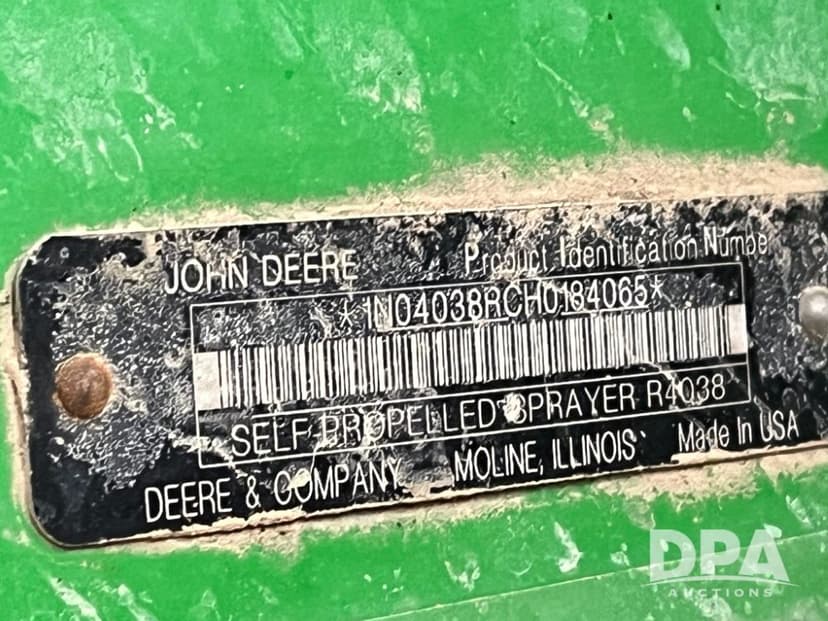 JOHN DEERE Product Identification Number
*1N04038RCH0184065*
SELF PROPELLED SPRAYER R4038
DEERE & COMPANY MOLINE, ILLINOIS Made In USA
DPA
AUCTIONS